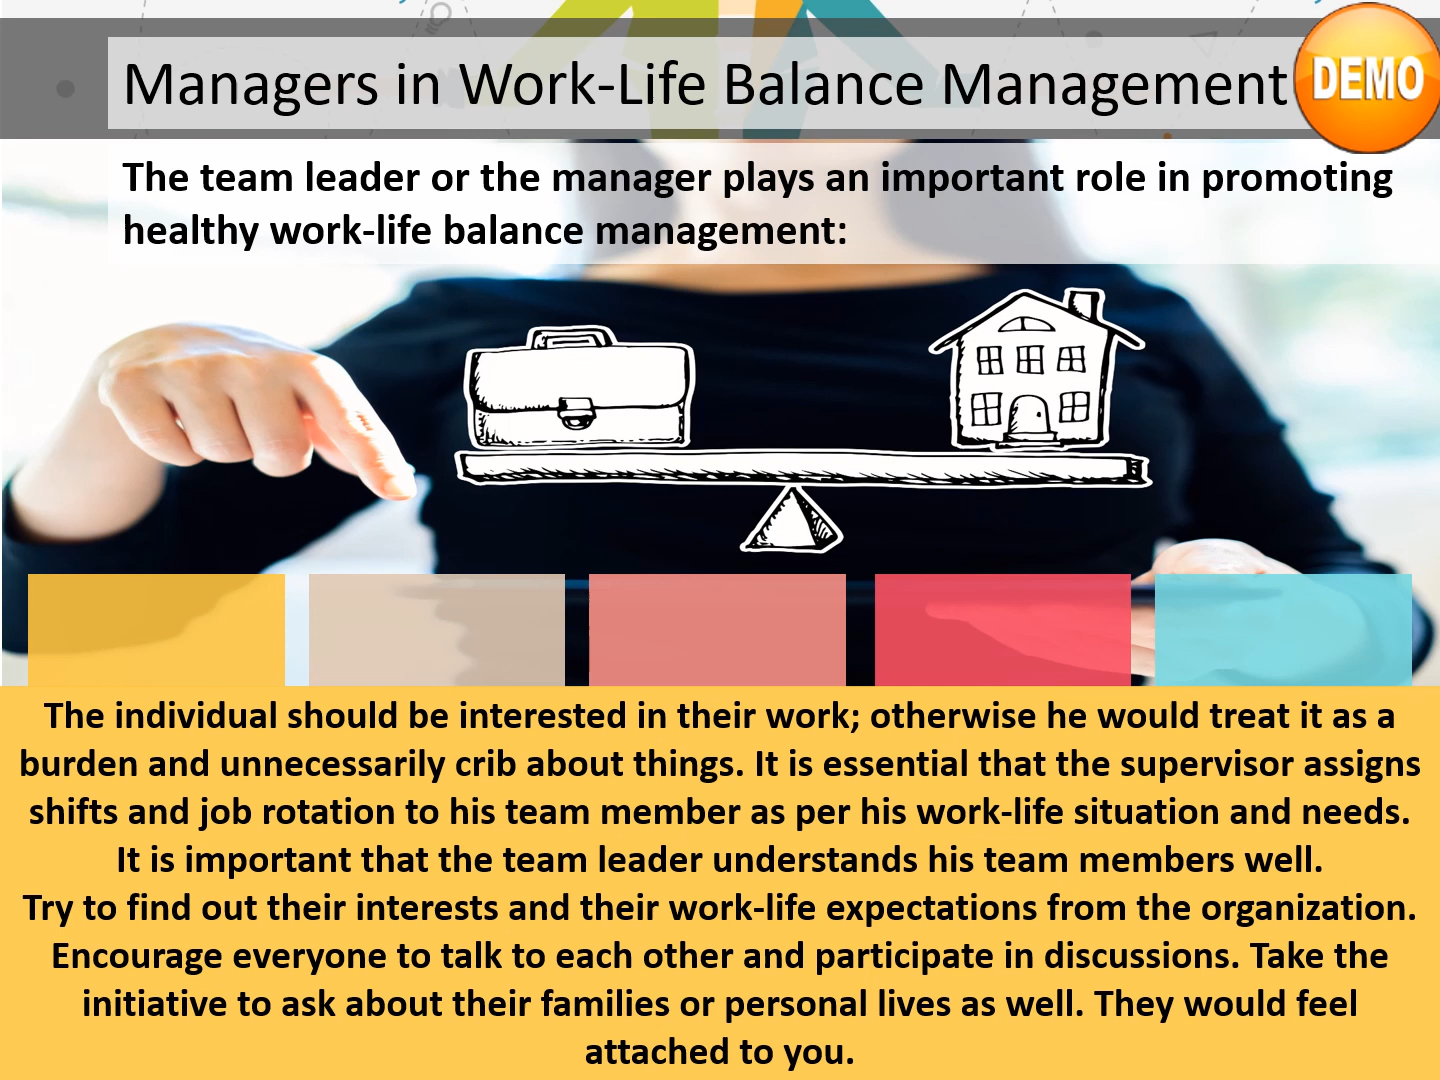 Managers in Work-Life Balance Management
DEMO
The team leader or the manager plays an important role in promoting
healthy work-life balance management:
The individual should be interested in their work; otherwise he would treat it as a
burden and unnecessarily crib about things. It is essential that the supervisor assigns
shifts and job rotation to his team member as per his work-life situation and needs.
It is important that the team leader understands his team members well.
Try to find out their interests and their work-life expectations from the organization.
Encourage everyone to talk to each other and participate in discussions. Take the
initiative to ask about their families or personal lives as well. They would feel
attached to you.